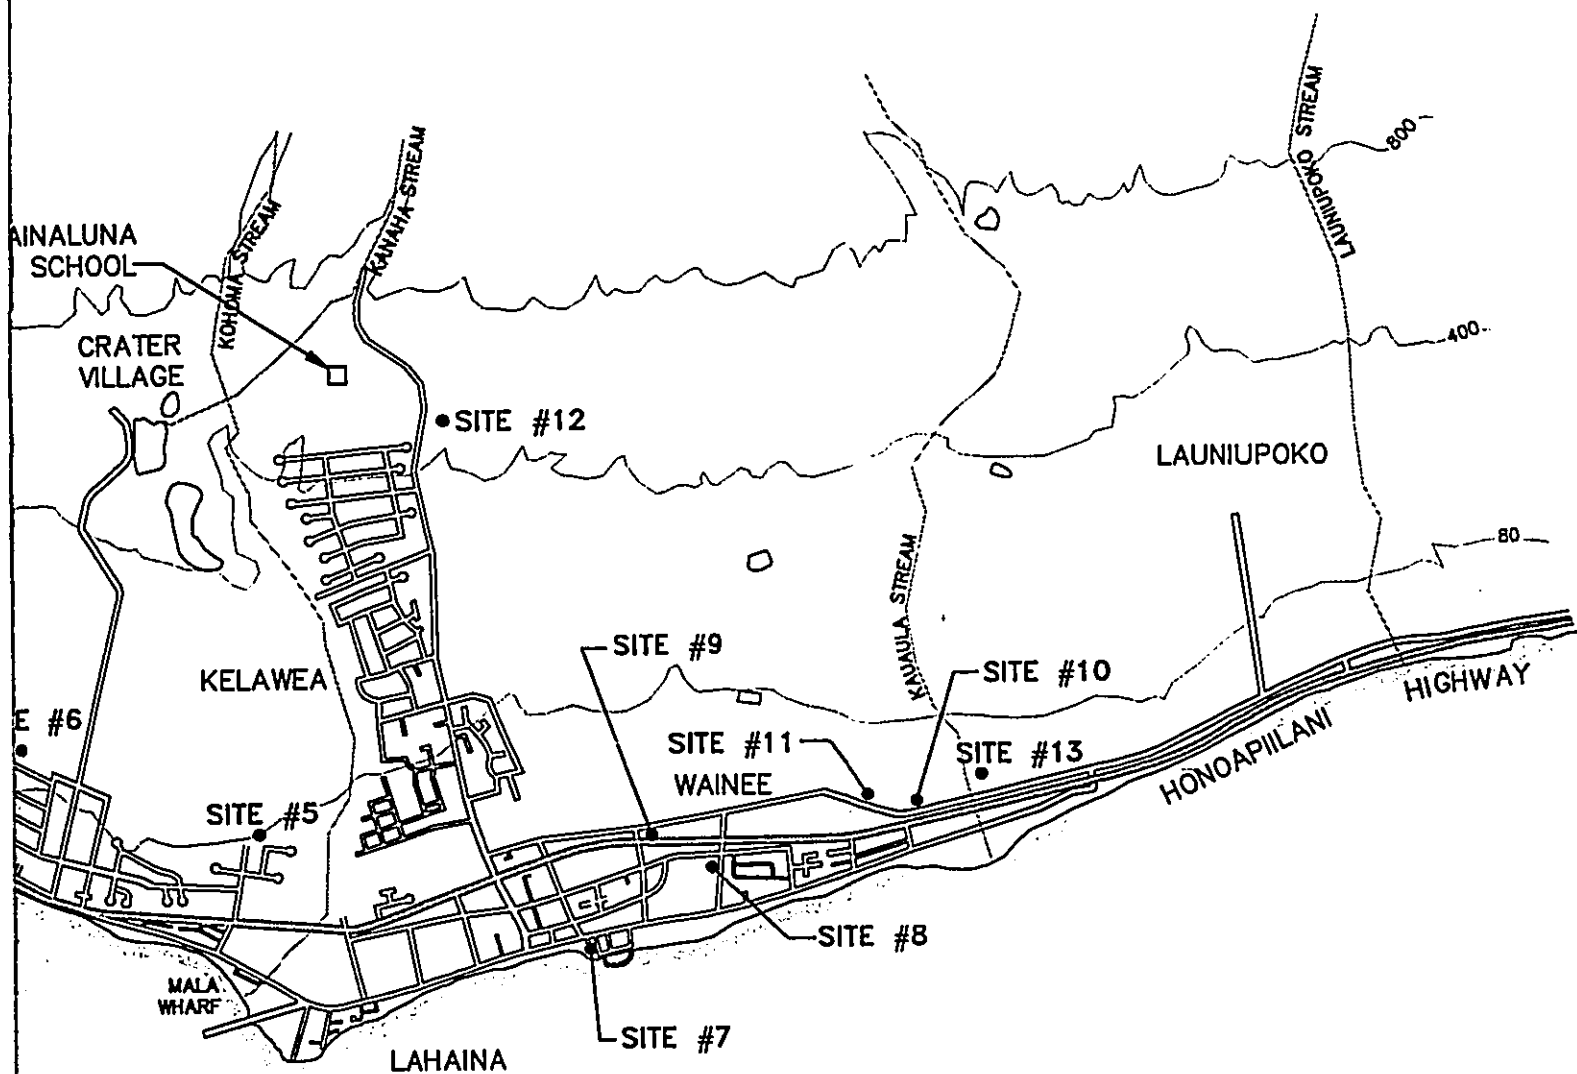 LAUNIUPOKO STREAM
800
KANAHA STREAM
AINALUNA
SCHOOL
KOHOMA STREAM
LAUNIUPOKO STREAM
CRATER
VILLAGE
400
SITE #12
LAUNIUPOKO
80
KAUAULA STREAM
SITE #9
KELAWEA
SITE #10
HIGHWAY
E #6
SITE #11
SITE #13
WAINEE
HONOAPIILANI
SITE #5
SITE #8
MALA
WHARF
SITE #7
LAHAINA